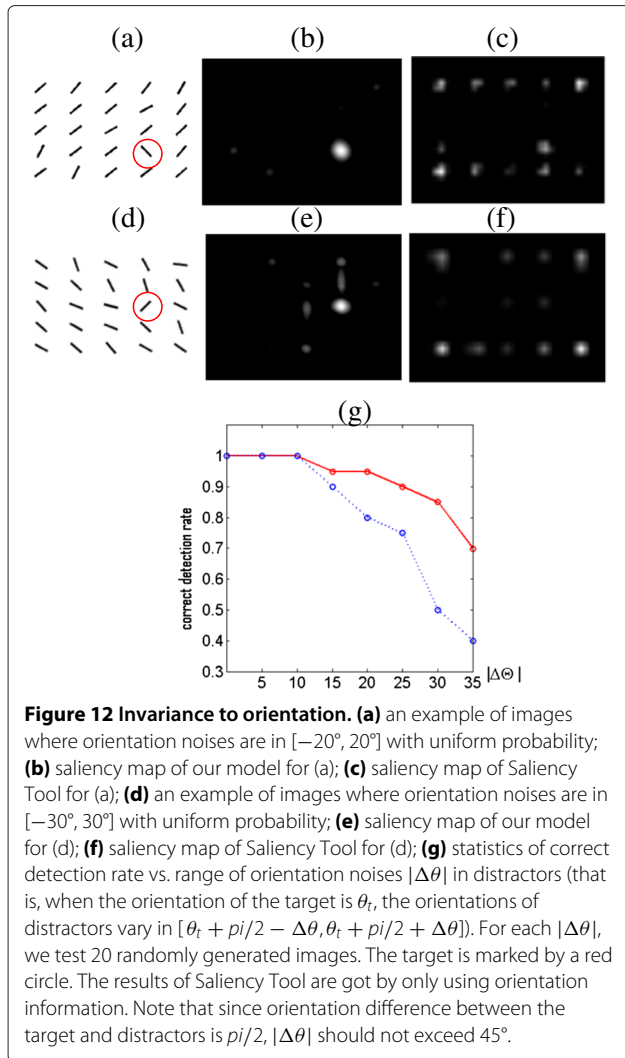 (a) (b) (c)
(d) (e) (f)
(g)
correct detection rate
1
0.9
0.8
0.7
0.6
0.5
0.4
0.3
5 10 15 20 25 30 35 |ΔΘ|
Figure 12 Invariance to orientation. (a) an example of images
where orientation noises are in [−20°, 20°] with uniform probability;
(b) saliency map of our model for (a); (c) saliency map of Saliency
Tool for (a); (d) an example of images where orientation noises are in
[−30°, 30°] with uniform probability; (e) saliency map of our model
for (d); (f) saliency map of Saliency Tool for (d); (g) statistics of correct
detection rate vs. range of orientation noises |Δθ| in distractors (that
is, when the orientation of the target is θt, the orientations of
distractors vary in [θt + pi/2 − Δθ, θt + pi/2 + Δθ]). For each |Δθ|,
we test 20 randomly generated images. The target is marked by a red
circle. The results of Saliency Tool are got by only using orientation
information. Note that since orientation difference between the
target and distractors is pi/2, |Δθ| should not exceed 45°.